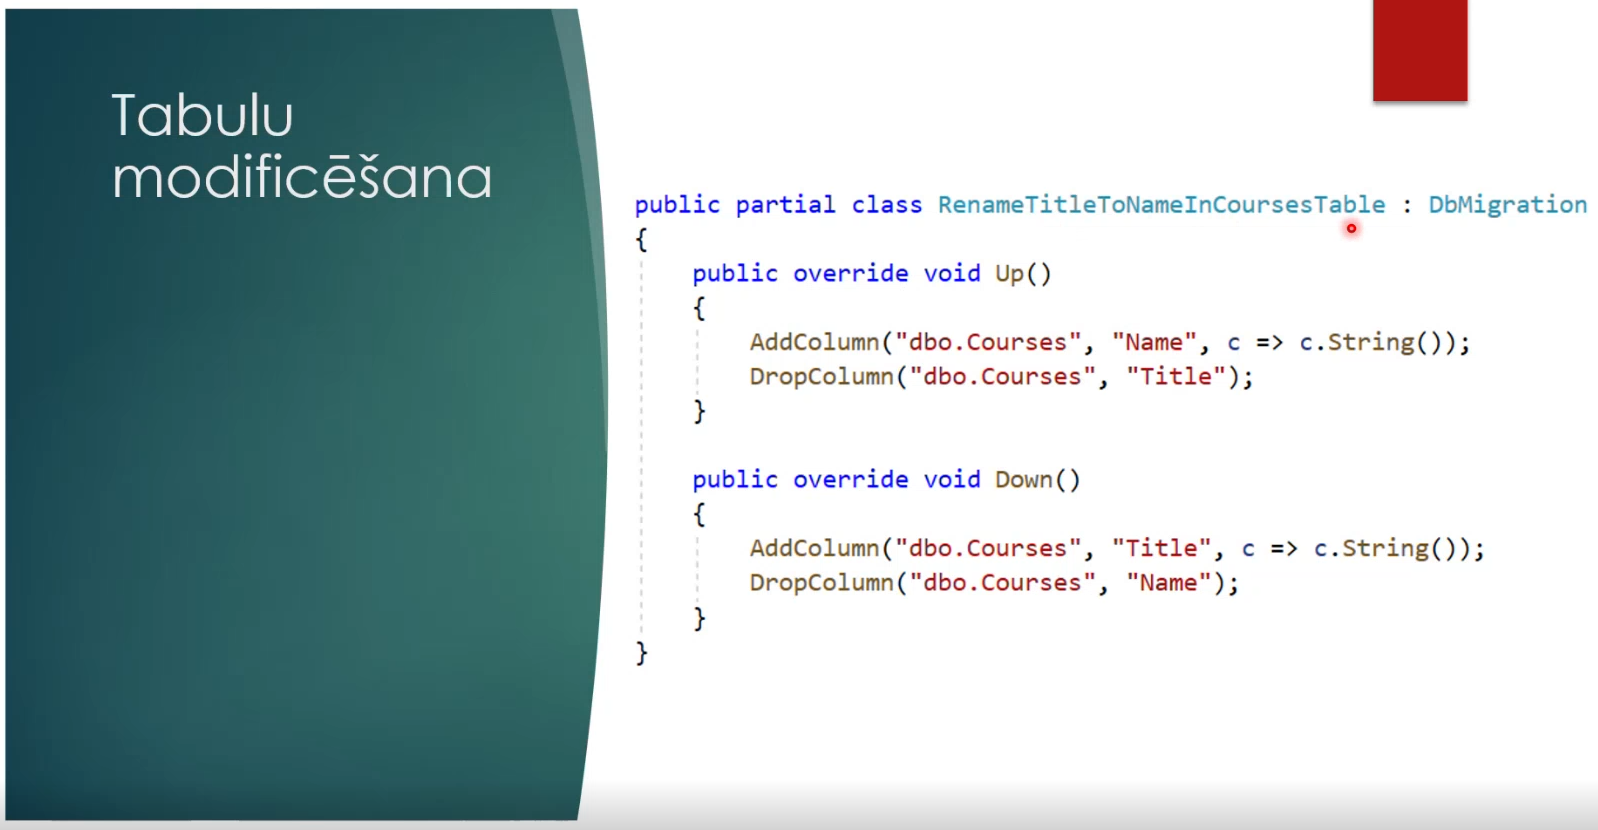 Tabulu
modificēšana
public partial class RenameTitleToNameInCoursesTable : DbMigration
{
public override void Up()
{
AddColumn("dbo.Courses", "Name", c => c.String());
DropColumn("dbo.Courses", "Title");
}
public override void Down()
{
AddColumn("dbo.Courses", "Title", c => c.String());
DropColumn("dbo.Courses", "Name");
}
}